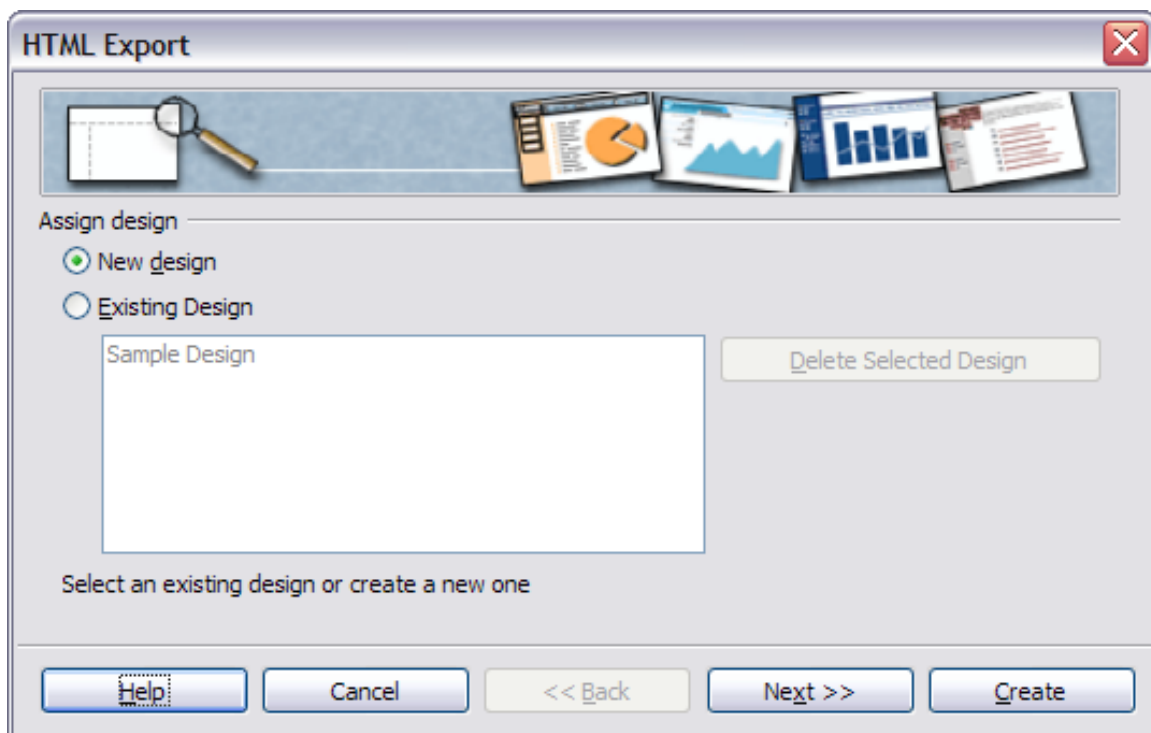 HTML Export
Assign design
New design
Existing Design
Sample Design
Delete Selected Design
Select an existing design or create a new one
Help Cancel << Back Next >> Create